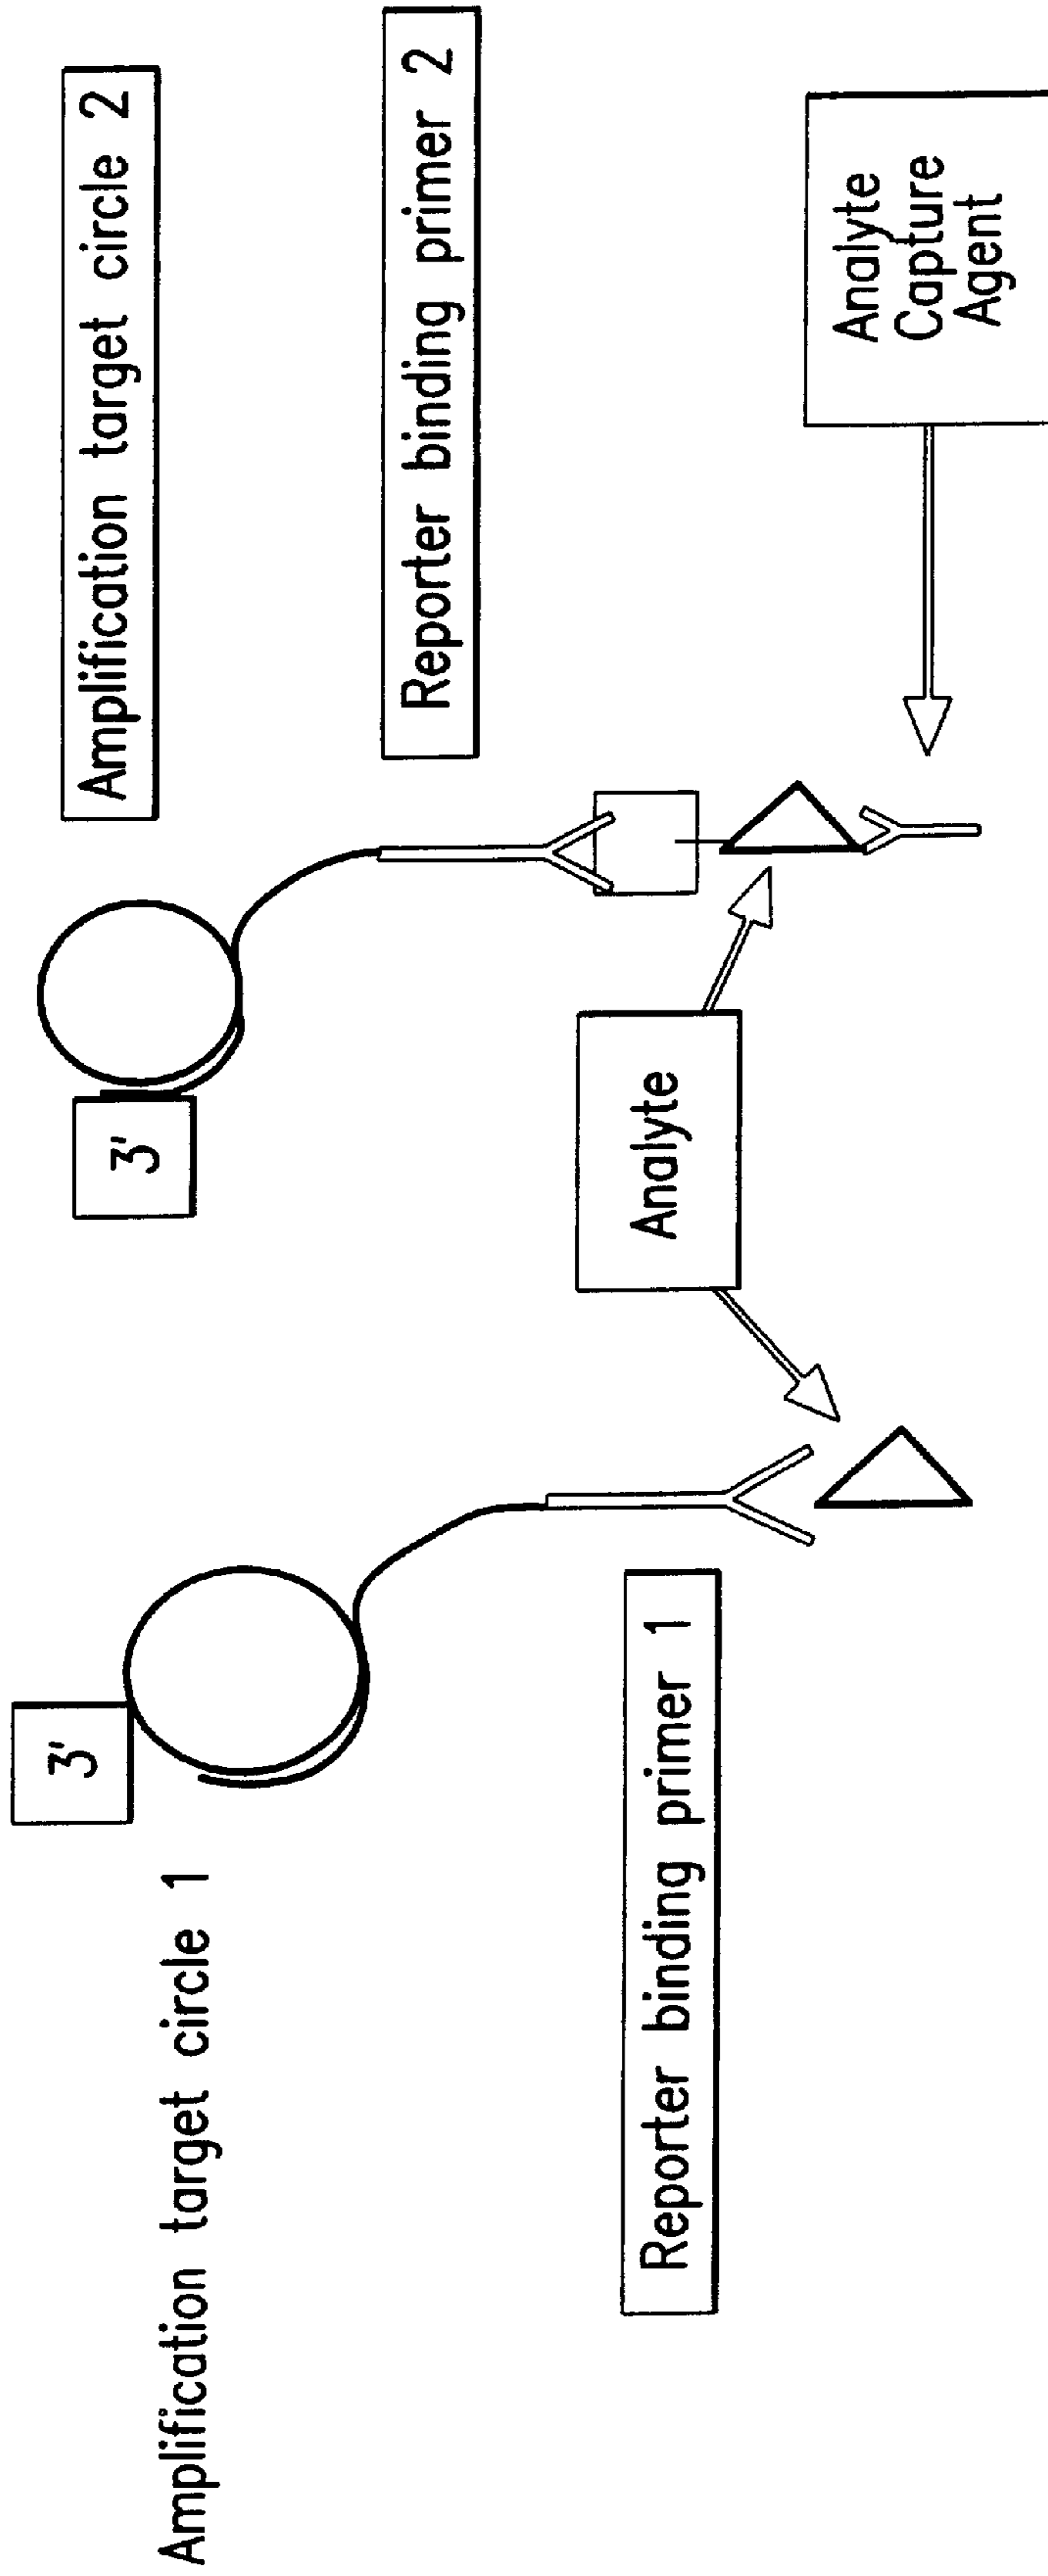 Amplification target circle 1
3'
Reporter binding primer 1
3'
Analyte
Amplification target circle 2
Reporter binding primer 2
Analyte
Capture
Agent